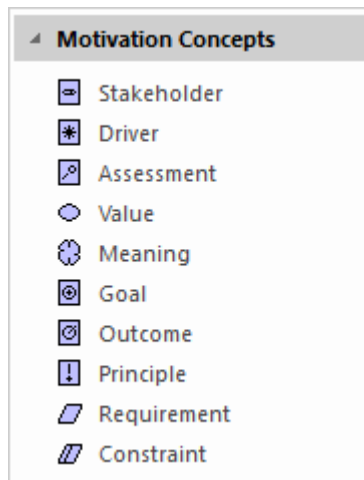 Motivation Concepts
Stakeholder
Driver
Assessment
Value
Meaning
Goal
Outcome
Principle
Requirement
Constraint